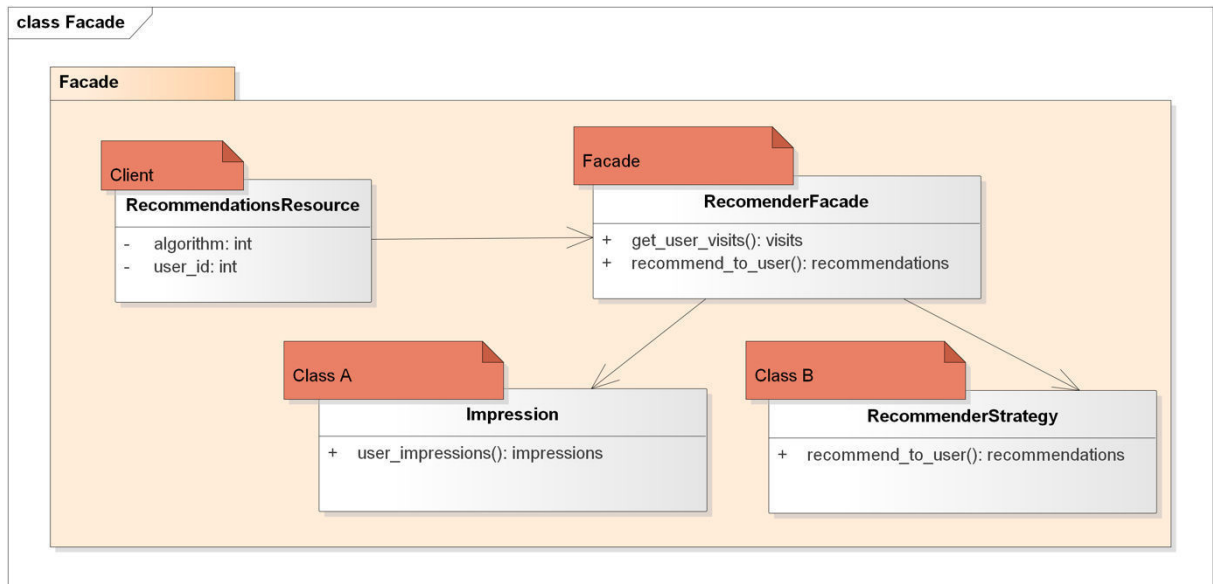 class Facade
Facade
Client
RecommendationsResource
- algorithm: int
- user_id: int
Facade
RecomenderFacade
+ get_user_visits(): visits
+ recommend_to_user(): recommendations
Class A
Impression
+ user_impressions(): impressions
Class B
RecommenderStrategy
+ recommend_to_user(): recommendations